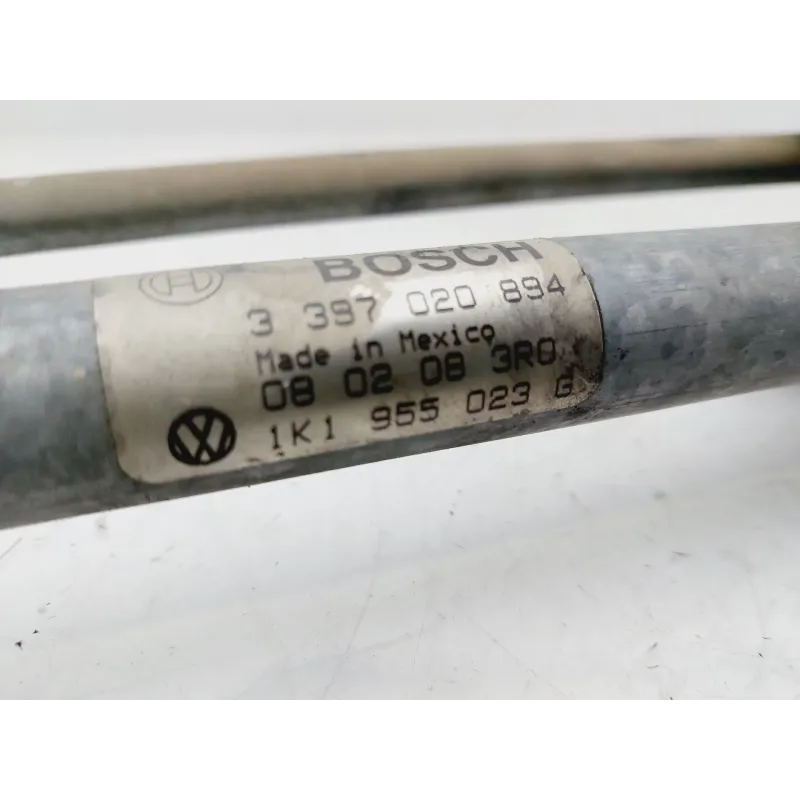 BOSCH
3 397 020 894
Made in Mexico
08 02 08 3R0
1K1 955 023 G